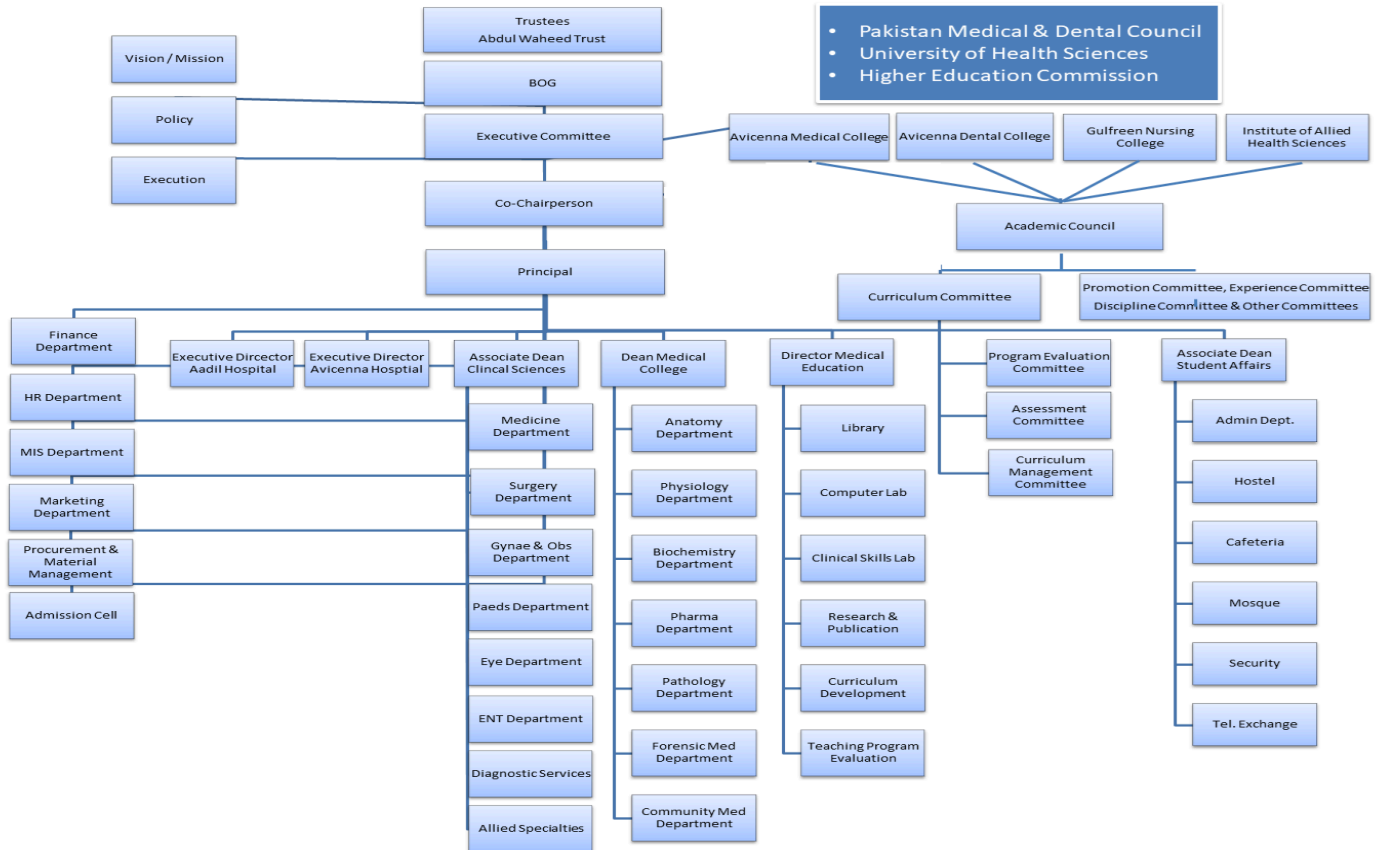 Trustees
Abdul Waheed Trust
• Pakistan Medical & Dental Council
• University of Health Sciences
• Higher Education Commission
Vision / Mission
BOG
Policy
Executive Committee
Avicenna Medical College
Avicenna Dental College
Gulfreen Nursing
College
Institute of Allied
Health Sciences
Execution
Co-Chairperson
Academic Council
Principal
Curriculum Committee
Promotion Committee, Experience Committee
Discipline Committee & Other Committees
Finance
Department
Executive Dircector
Aadil Hospital
Executive Director
Avicenna Hosptial
Associate Dean
Clincal Sciences
Dean Medical
College
Director Medical
Education
Program Evaluation
Committee
Associate Dean
Student Affairs
HR Department
MIS Department
Marketing
Department
Procurement &
Material
Management
Admission Cell
Medicine
Department
Surgery
Department
Gynae & Obs
Department
Paeds Department
Eye Department
ENT Department
Diagnostic Services
Allied Specialties
Anatomy
Department
Physiology
Department
Biochemistry
Department
Pharma
Department
Pathology
Department
Forensic Med
Department
Community Med
Department
Library
Computer Lab
Clinical Skills Lab
Research &
Publication
Curriculum
Development
Teaching Program
Evaluation
Assessment
Committee
Curriculum
Management
Committee
Admin Dept.
Hostel
Cafeteria
Mosque
Security
Tel. Exchange